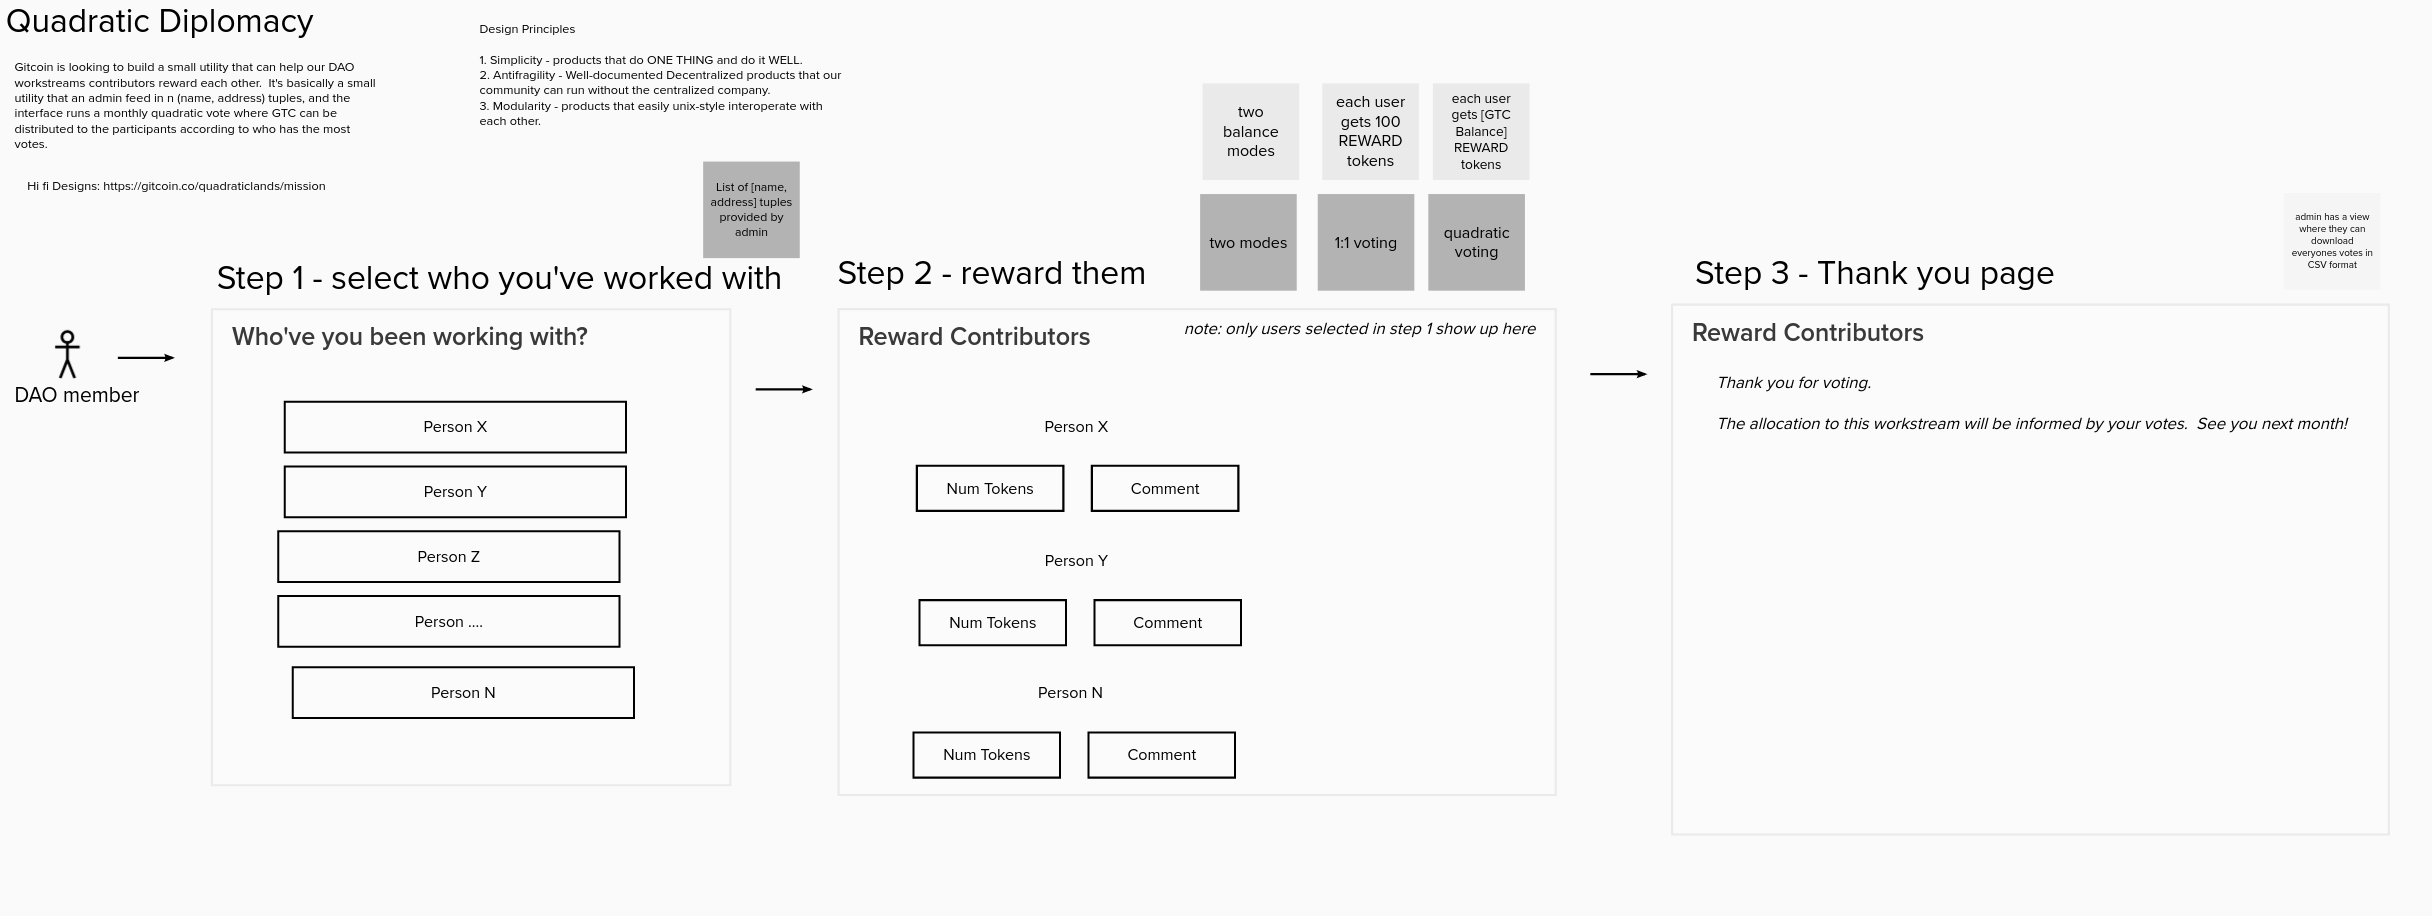 Quadratic Diplomacy
Gitcoin is looking to build a small utility that can help our DAO
workstreams contributors reward each other.  It's basically a small
utility that an admin feed in n (name, address) tuples, and the
interface runs a monthly quadratic vote where GTC can be
distributed to the participants according to who has the most
votes.
Hi fi Designs: https://gitcoin.co/quadraticlands/mission
Design Principles
1. Simplicity - products that do ONE THING and do it WELL.
2. Antifragility - Well-documented Decentralized products that our
community can run without the centralized company.
3. Modularity - products that easily unix-style interoperate with
each other.
List of [name,
address] tuples
provided by
admin
two
balance
modes
each user
gets 100
REWARD
tokens
each user
gets [GTC
Balance]
REWARD
tokens
two modes
1:1 voting
quadratic
voting
admin has a view
where they can
download
everyones votes in
CSV format
DAO member
Step 1 - select who you've worked with
Who've you been working with?
Person X
Person Y
Person Z
Person ....
Person N
Step 2 - reward them
Reward Contributors
note: only users selected in step 1 show up here
Person X
Num Tokens
Comment
Person Y
Num Tokens
Comment
Person N
Num Tokens
Comment
Step 3 - Thank you page
Reward Contributors
Thank you for voting.
The allocation to this workstream will be informed by your votes.  See you next month!